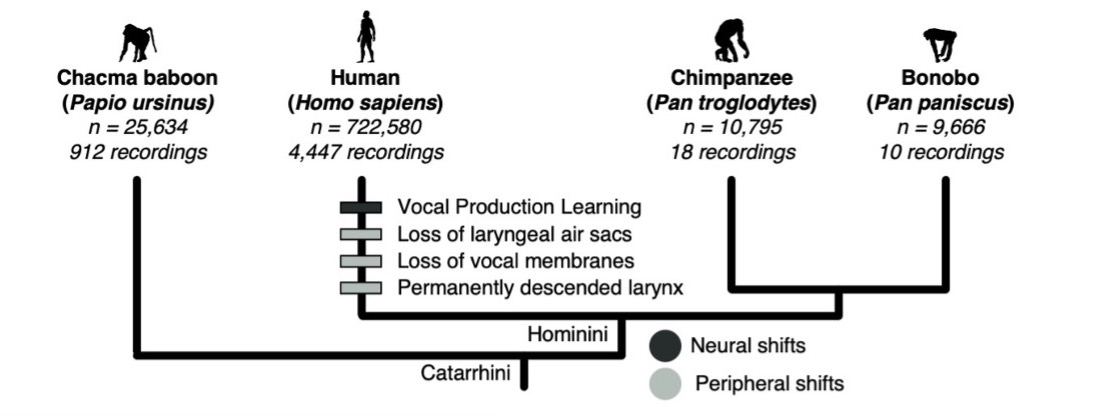 Chacma baboon
(Papio ursinus)
n = 25,634
912 recordings
Human
(Homo sapiens)
n = 722,580
4,447 recordings
Chimpanzee
(Pan troglodytes)
n = 10,795
18 recordings
Bonobo
(Pan paniscus)
n = 9,666
10 recordings
Vocal Production Learning
Loss of laryngeal air sacs
Loss of vocal membranes
Permanently descended larynx
Hominini
Catarrhini
Neural shifts
Peripheral shifts